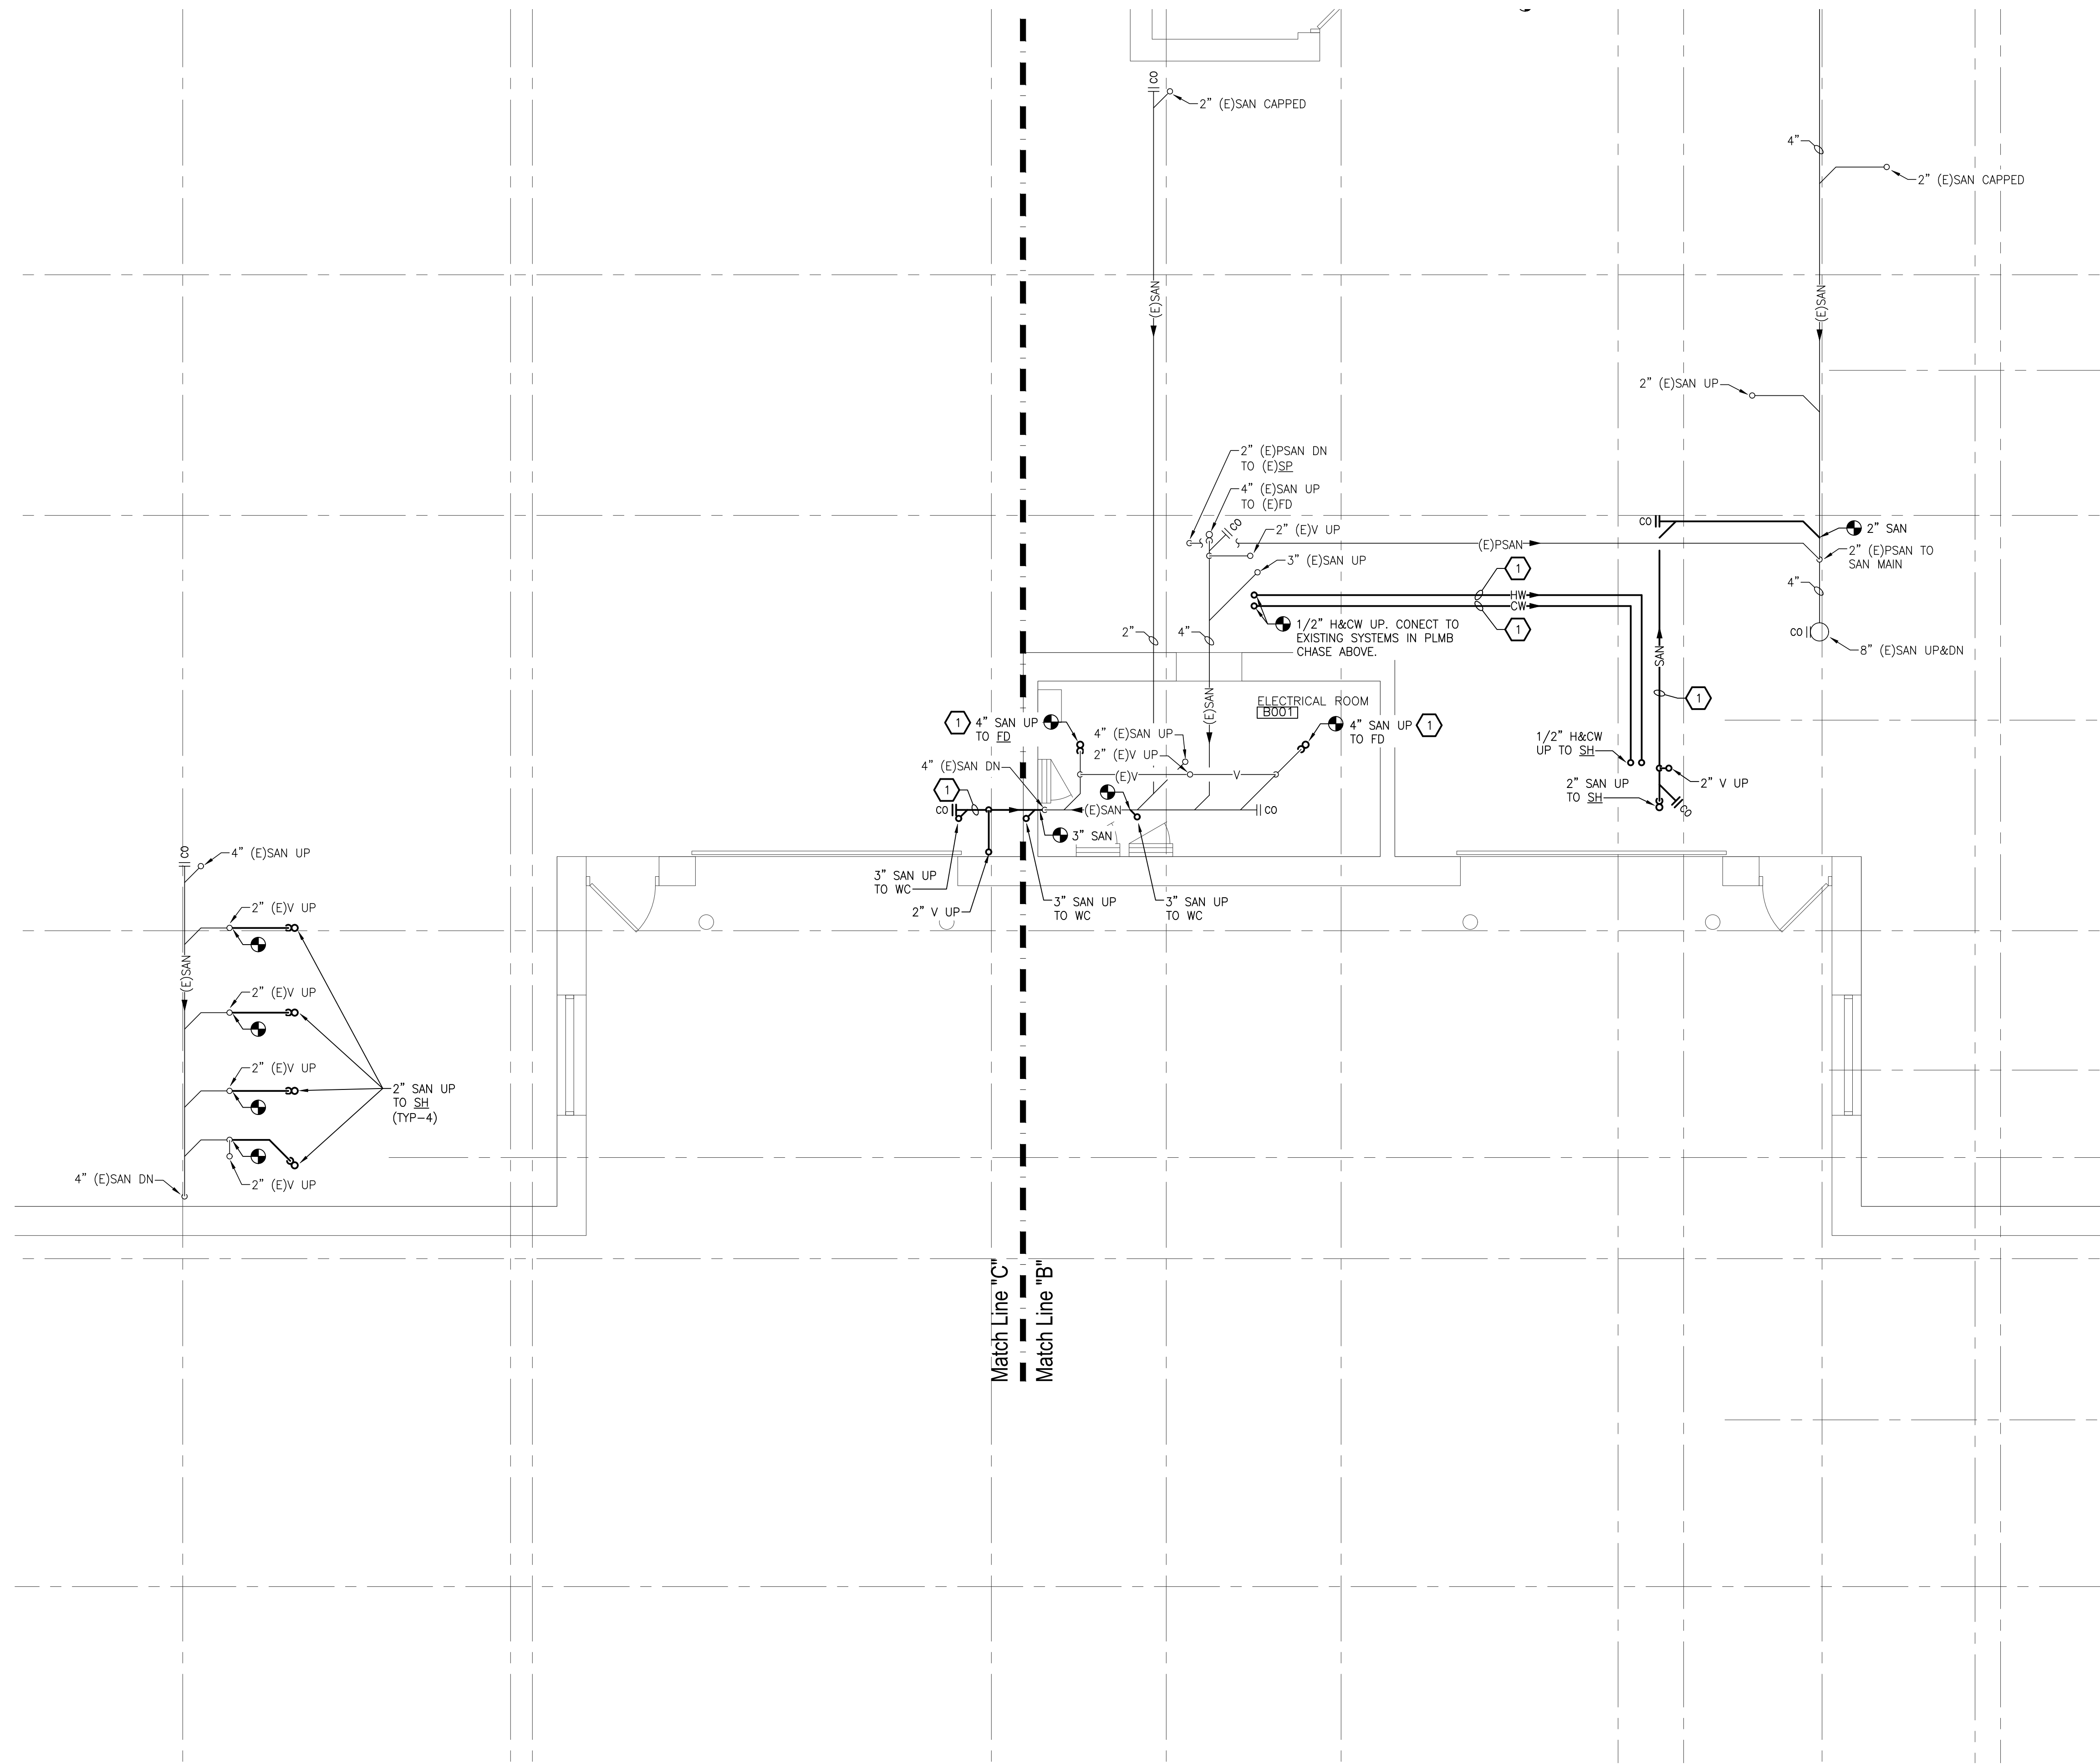 CO
2" (E)SAN CAPPED
4"
2" (E)SAN CAPPED
(E)SAN
(E)SAN
2" (E)SAN UP
2" (E)PSAN DN
TO (E)SP
4" (E)SAN UP
TO (E)FD
CO
2" (E)V UP
3" (E)SAN UP
(E)PSAN
CO
2" SAN
2" (E)PSAN TO
SAN MAIN
1
HW
CW
1
4"
1/2" H&CW UP. CONECT TO
EXISTING SYSTEMS IN PLMB
CHASE ABOVE.
2"
4"
CO
8" (E)SAN UP&DN
SAN
1
ELECTRICAL ROOM
B001
(E)SAN
1
4" SAN UP
TO FD
4" (E)SAN UP
2" (E)V UP
4" SAN UP
TO FD
1
4" (E)SAN DN
(E)V
V
1/2" H&CW
UP TO SH
2" SAN UP
TO SH
2" V UP
CO
1
CO
(E)SAN
CO
3" SAN
3" SAN UP
TO WC
2" V UP
3" SAN UP
TO WC
3" SAN UP
TO WC
CO
4" (E)SAN UP
2" (E)V UP
(E)SAN
2" (E)V UP
2" (E)V UP
2" SAN UP
TO SH
(TYP-4)
4" (E)SAN DN
2" (E)V UP
Match Line "C"
Match Line "B"